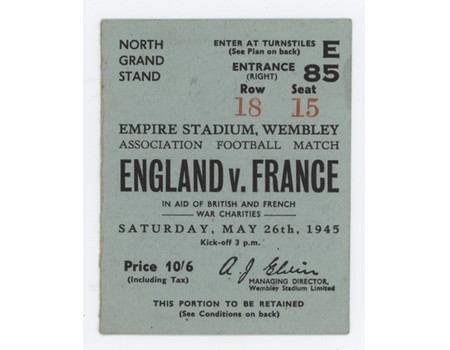 NORTH
GRAND
STAND
ENTER AT TURNSTILES
(See Plan on back)
E
ENTRANCE
(RIGHT)
85
Row Seat
18 15
EMPIRE STADIUM, WEMBLEY
ASSOCIATION FOOTBALL MATCH
ENGLAND v. FRANCE
IN AID OF BRITISH AND FRENCH
WAR CHARITIES
SATURDAY, MAY 26th, 1945
Kick-off 3 p.m.
Price 10/6
(Including Tax)
A. J. Elvin
MANAGING DIRECTOR,
Wembley Stadium Limited
THIS PORTION TO BE RETAINED
(See Conditions on back)